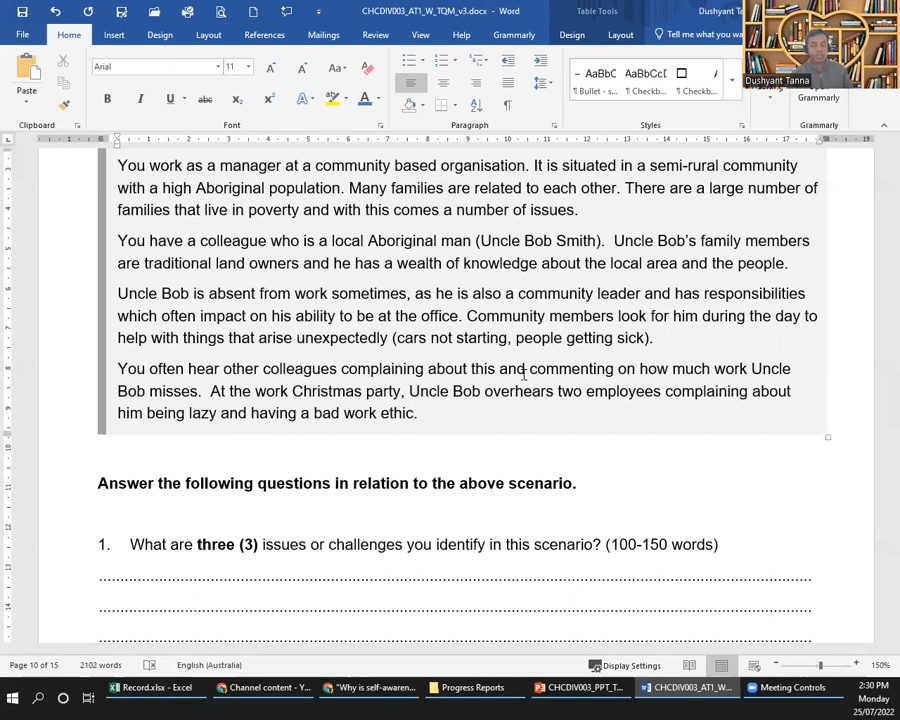 CHCDIV003_AT1_W_TQM_v3.docx - Word
Table Tools
Dushyant Ta
File Home Insert Design Layout References Mailings Review View Help Grammarly Design Layout Tell me what you want
Dushyant Tanna
Paste
Arial 11
Aa
AaBbC AaBbCcD
- Bullet - s... ¶ Checkb... ¶ Checkb...
Open
Grammarly
Clipboard Font Paragraph Styles Grammarly
You work as a manager at a community based organisation. It is situated in a semi-rural community
with a high Aboriginal population. Many families are related to each other. There are a large number of
families that live in poverty and with this comes a number of issues.
You have a colleague who is a local Aboriginal man (Uncle Bob Smith). Uncle Bob’s family members
are traditional land owners and he has a wealth of knowledge about the local area and the people.
Uncle Bob is absent from work sometimes, as he is also a community leader and has responsibilities
which often impact on his ability to be at the office. Community members look for him during the day to
help with things that arise unexpectedly (cars not starting, people getting sick).
You often hear other colleagues complaining about this and commenting on how much work Uncle
Bob misses. At the work Christmas party, Uncle Bob overhears two employees complaining about
him being lazy and having a bad work ethic.
Answer the following questions in relation to the above scenario.
1. What are three (3) issues or challenges you identify in this scenario? (100-150 words)
Page 10 of 15 2102 words English (Australia) Display Settings 150%
Record.xlsx - Excel Channel content - Y... "Why is self-awaren... Progress Reports CHCDIV003_PPT_T... CHCDIV003_AT1_W... Meeting Controls
2:30 PM
Monday
25/07/2022